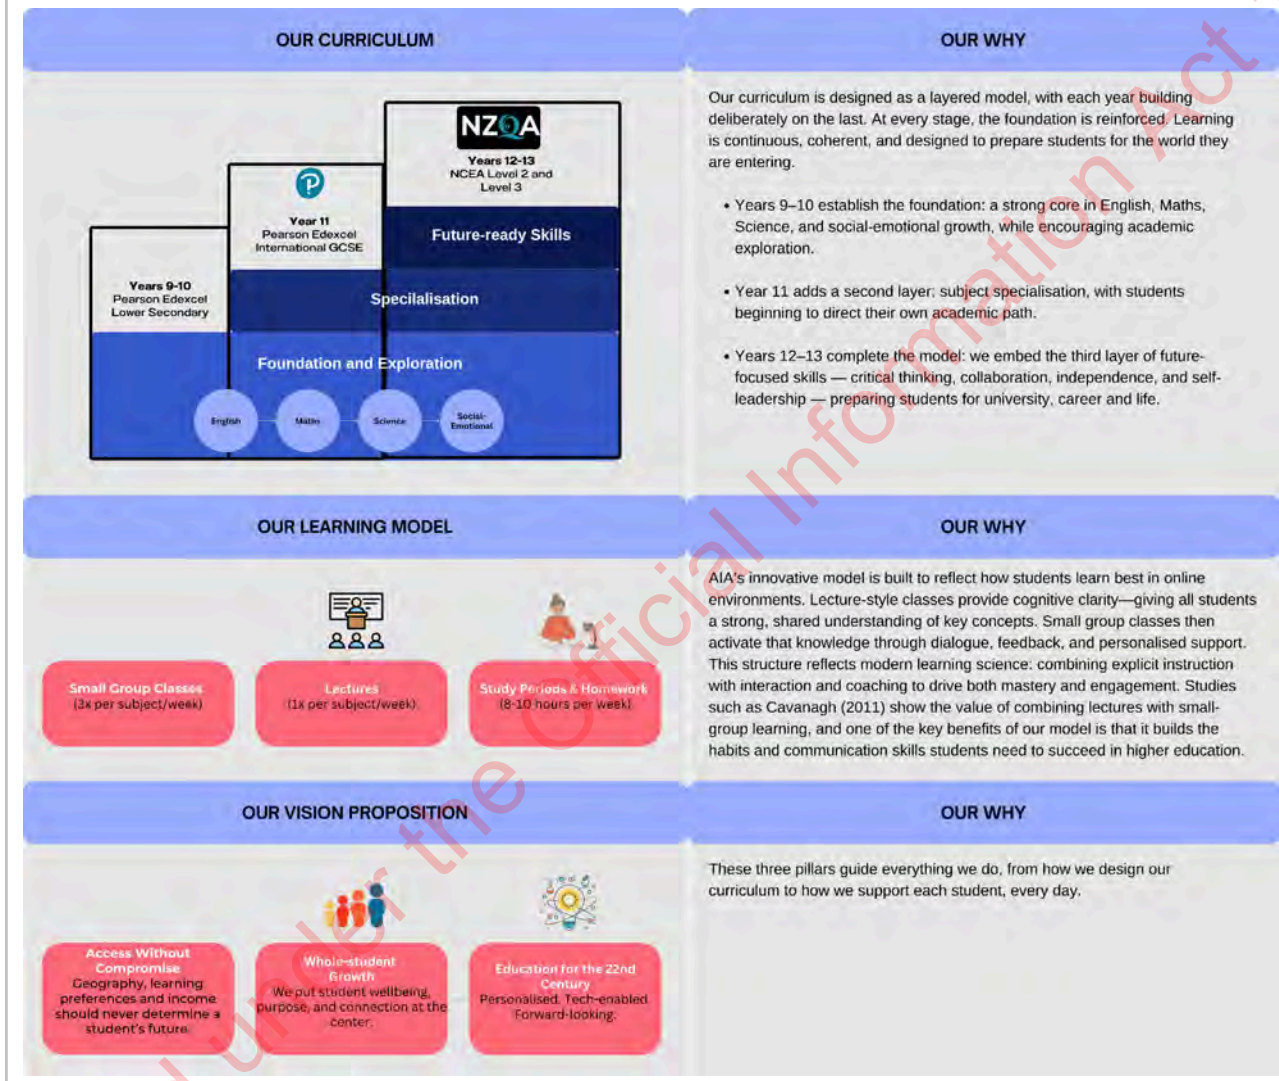 OUR CURRICULUM
NZQA
Years 12-13
NCEA Level 2 and
Level 3
Year 11
Pearson Edexcel
International GCSE
Future-ready Skills
Years 9-10
Pearson Edexcel
Lower Secondary
Specilalisation
Foundation and Exploration
English
Maths
Science
Social-
Emotional
OUR WHY
Our curriculum is designed as a layered model, with each year building
deliberately on the last. At every stage, the foundation is reinforced. Learning
is continuous, coherent, and designed to prepare students for the world they
are entering.
• Years 9–10 establish the foundation: a strong core in English, Maths,
Science, and social-emotional growth, while encouraging academic
exploration.
• Year 11 adds a second layer: subject specialisation, with students
beginning to direct their own academic path.
• Years 12–13 complete the model: we embed the third layer of future-
focused skills — critical thinking, collaboration, independence, and self-
leadership — preparing students for university, career and life.
OUR LEARNING MODEL
Small Group Classes
(3x per subject/week)
Lectures
(1x per subject/week)
Study Periods & Homework
(8-10 hours per week)
OUR WHY
AIA's innovative model is built to reflect how students learn best in online
environments. Lecture-style classes provide cognitive clarity—giving all students
a strong, shared understanding of key concepts. Small group classes then
activate that knowledge through dialogue, feedback, and personalised support.
This structure reflects modern learning science: combining explicit instruction
with interaction and coaching to drive both mastery and engagement. Studies
such as Cavanagh (2011) show the value of combining lectures with small-
group learning, and one of the key benefits of our model is that it builds the
habits and communication skills students need to succeed in higher education.
OUR VISION PROPOSITION
Access Without
Compromise
Geography, learning
preferences and income
should never determine a
student's future.
Whole-student
Growth
We put student wellbeing,
purpose, and connection at the
center.
Education for the 22nd
Century
Personalised. Tech-enabled.
Forward-looking.
OUR WHY
These three pillars guide everything we do, from how we design our
curriculum to how we support each student, every day.
under the Official Information Act